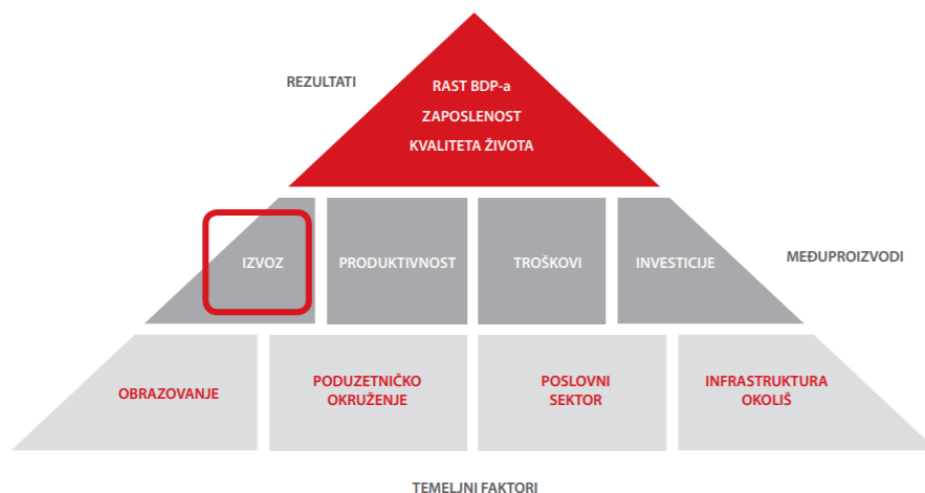 REZULTATI
RAST BDP-a
ZAPOSLENOST
KVALITETA ŽIVOTA
IZVOZ
PRODUKTIVNOST
TROŠKOVI
INVESTICIJE
MEĐUPROIZVODI
OBRAZOVANJE
PODUZETNIČKO
OKRUŽENJE
POSLOVNI
SEKTOR
INFRASTRUKTURA
OKOLIŠ
TEMELJNI FAKTORI